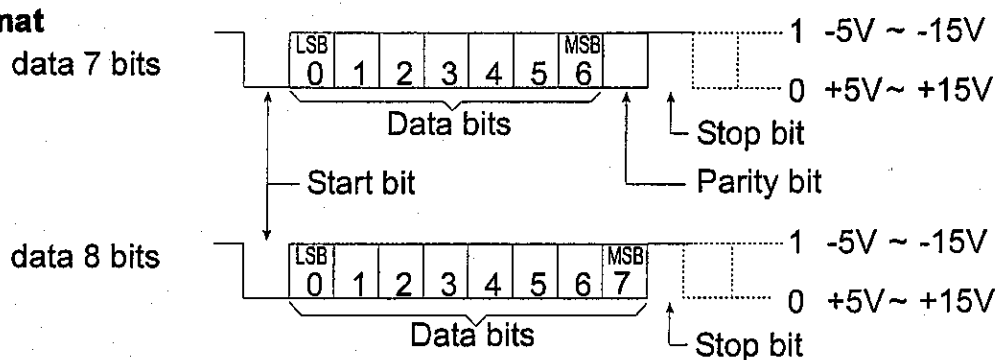 mat
data 7 bits
LSB MSB
0 1 2 3 4 5 6
1 -5V ~ -15V
0 +5V~ +15V
Data bits
Stop bit
Start bit
Parity bit
data 8 bits
LSB MSB
0 1 2 3 4 5 6 7
1 -5V ~ -15V
0 +5V~ +15V
Data bits
Stop bit